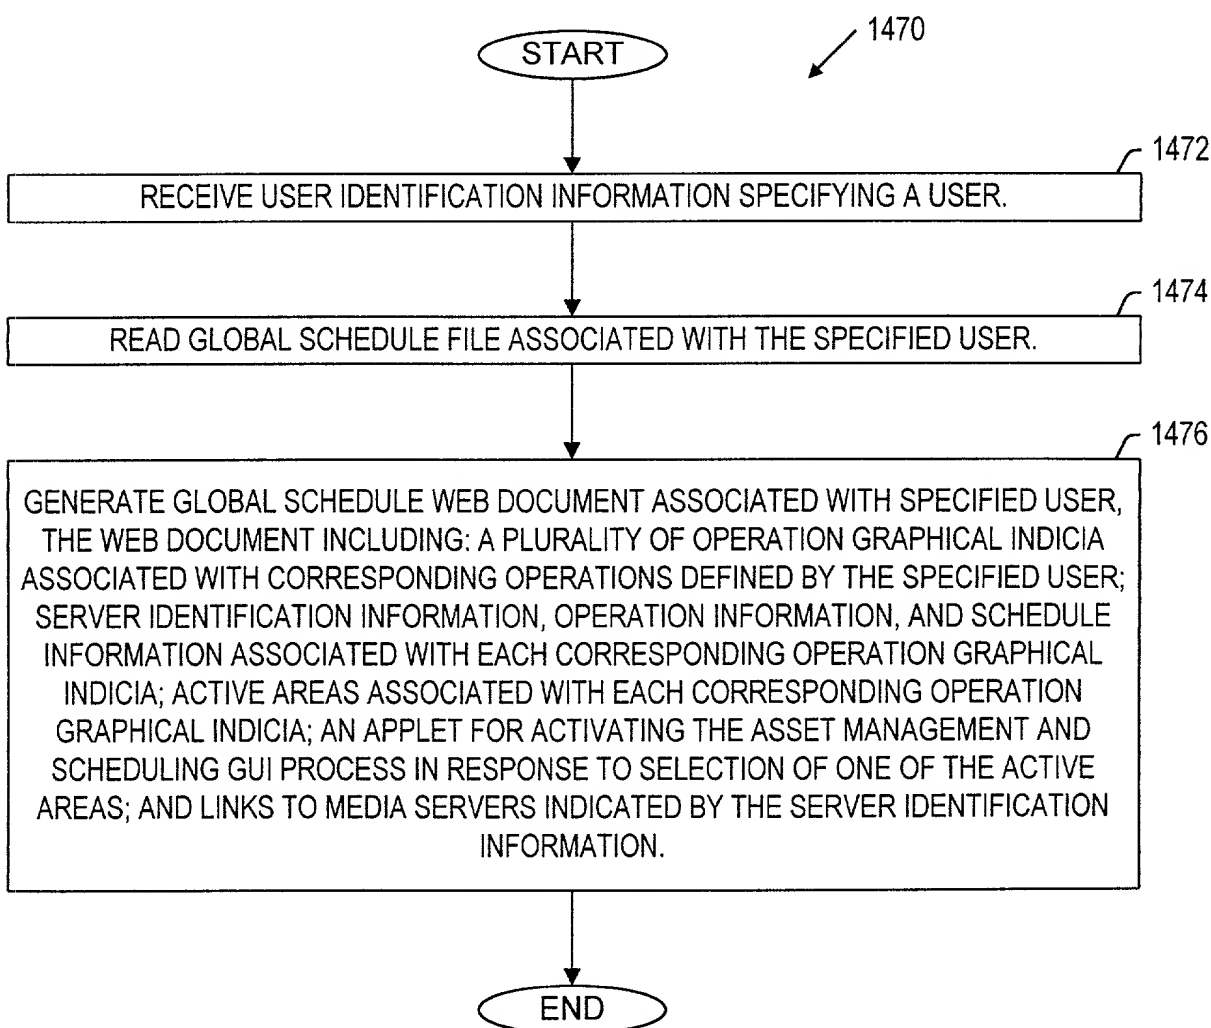 START
1470
1472
RECEIVE USER IDENTIFICATION INFORMATION SPECIFYING A USER.
1474
READ GLOBAL SCHEDULE FILE ASSOCIATED WITH THE SPECIFIED USER.
1476
GENERATE GLOBAL SCHEDULE WEB DOCUMENT ASSOCIATED WITH SPECIFIED USER,
THE WEB DOCUMENT INCLUDING: A PLURALITY OF OPERATION GRAPHICAL INDICIA
ASSOCIATED WITH CORRESPONDING OPERATIONS DEFINED BY THE SPECIFIED USER;
SERVER IDENTIFICATION INFORMATION, OPERATION INFORMATION, AND SCHEDULE
INFORMATION ASSOCIATED WITH EACH CORRESPONDING OPERATION GRAPHICAL
INDICIA; ACTIVE AREAS ASSOCIATED WITH EACH CORRESPONDING OPERATION
GRAPHICAL INDICIA; AN APPLET FOR ACTIVATING THE ASSET MANAGEMENT AND
SCHEDULING GUI PROCESS IN RESPONSE TO SELECTION OF ONE OF THE ACTIVE
AREAS; AND LINKS TO MEDIA SERVERS INDICATED BY THE SERVER IDENTIFICATION
INFORMATION.
END